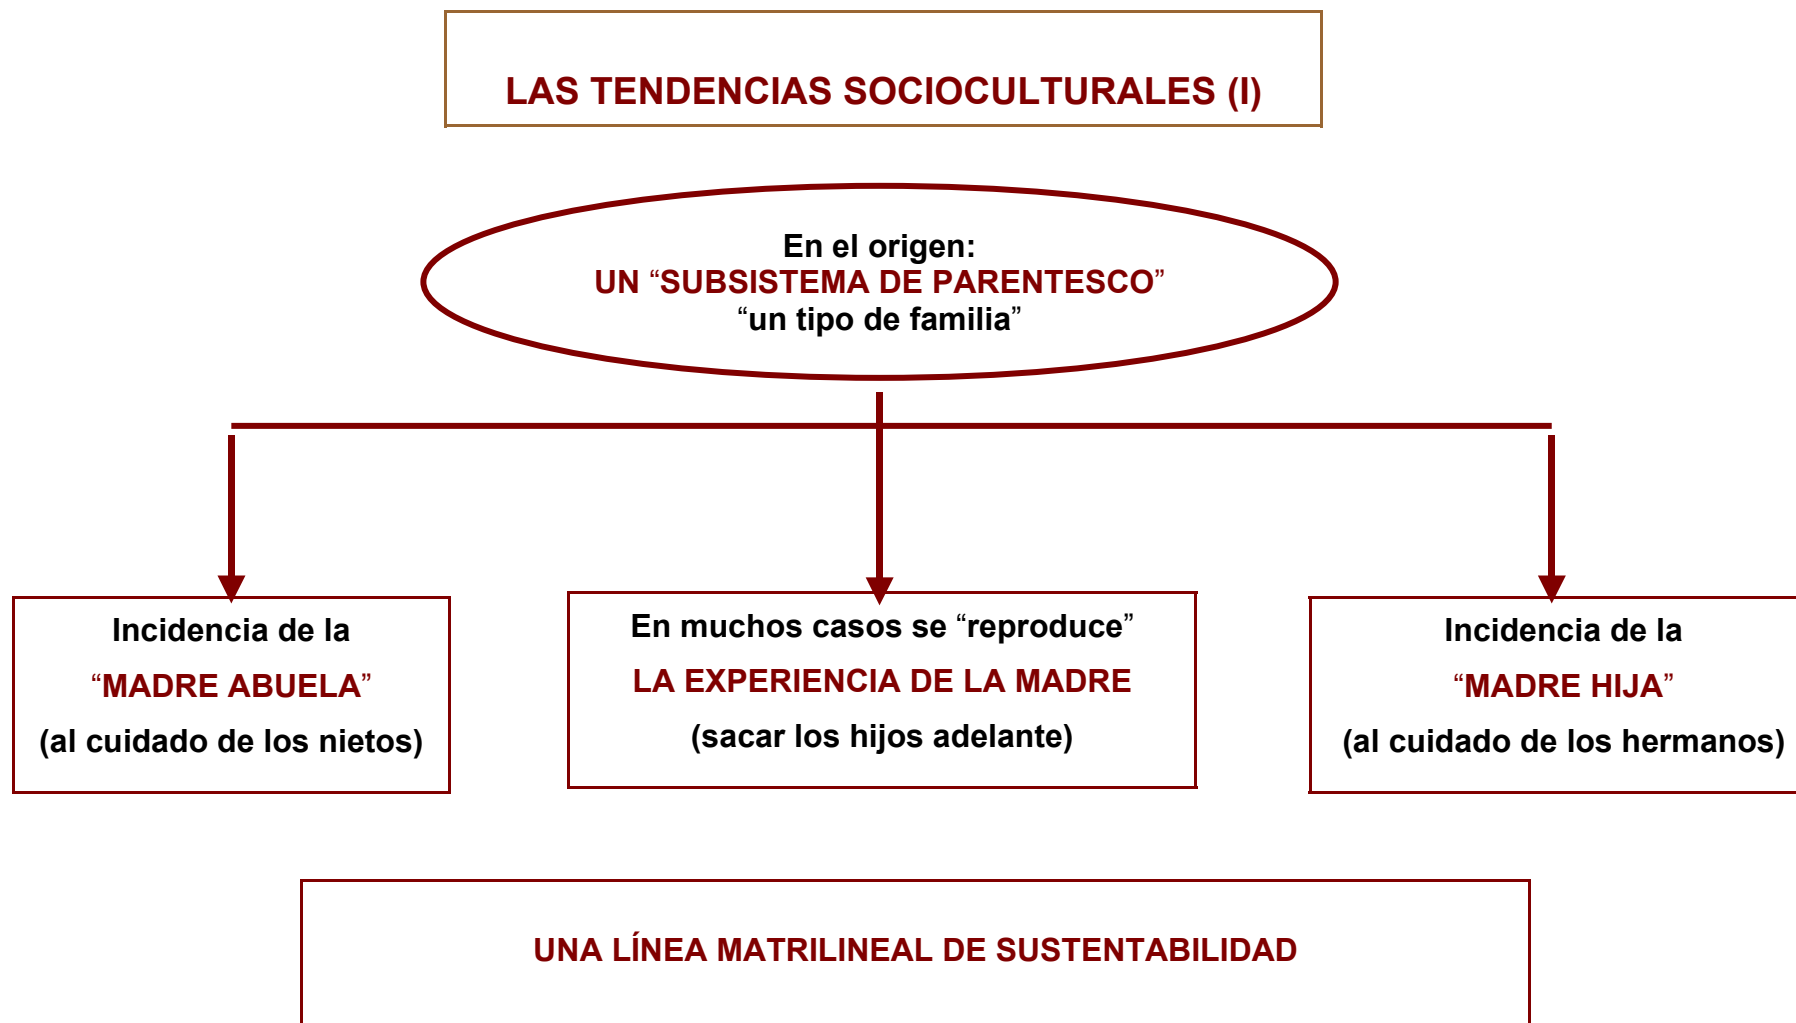 LAS TENDENCIAS SOCIOCULTURALES (I)
En el origen:
UN “SUBSISTEMA DE PARENTESCO”
“un tipo de familia”
Incidencia de la
“MADRE ABUELA”
(al cuidado de los nietos)
En muchos casos se “reproduce”
LA EXPERIENCIA DE LA MADRE
(sacar los hijos adelante)
Incidencia de la
“MADRE HIJA”
(al cuidado de los hermanos)
UNA LÍNEA MATRILINEAL DE SUSTENTABILIDAD